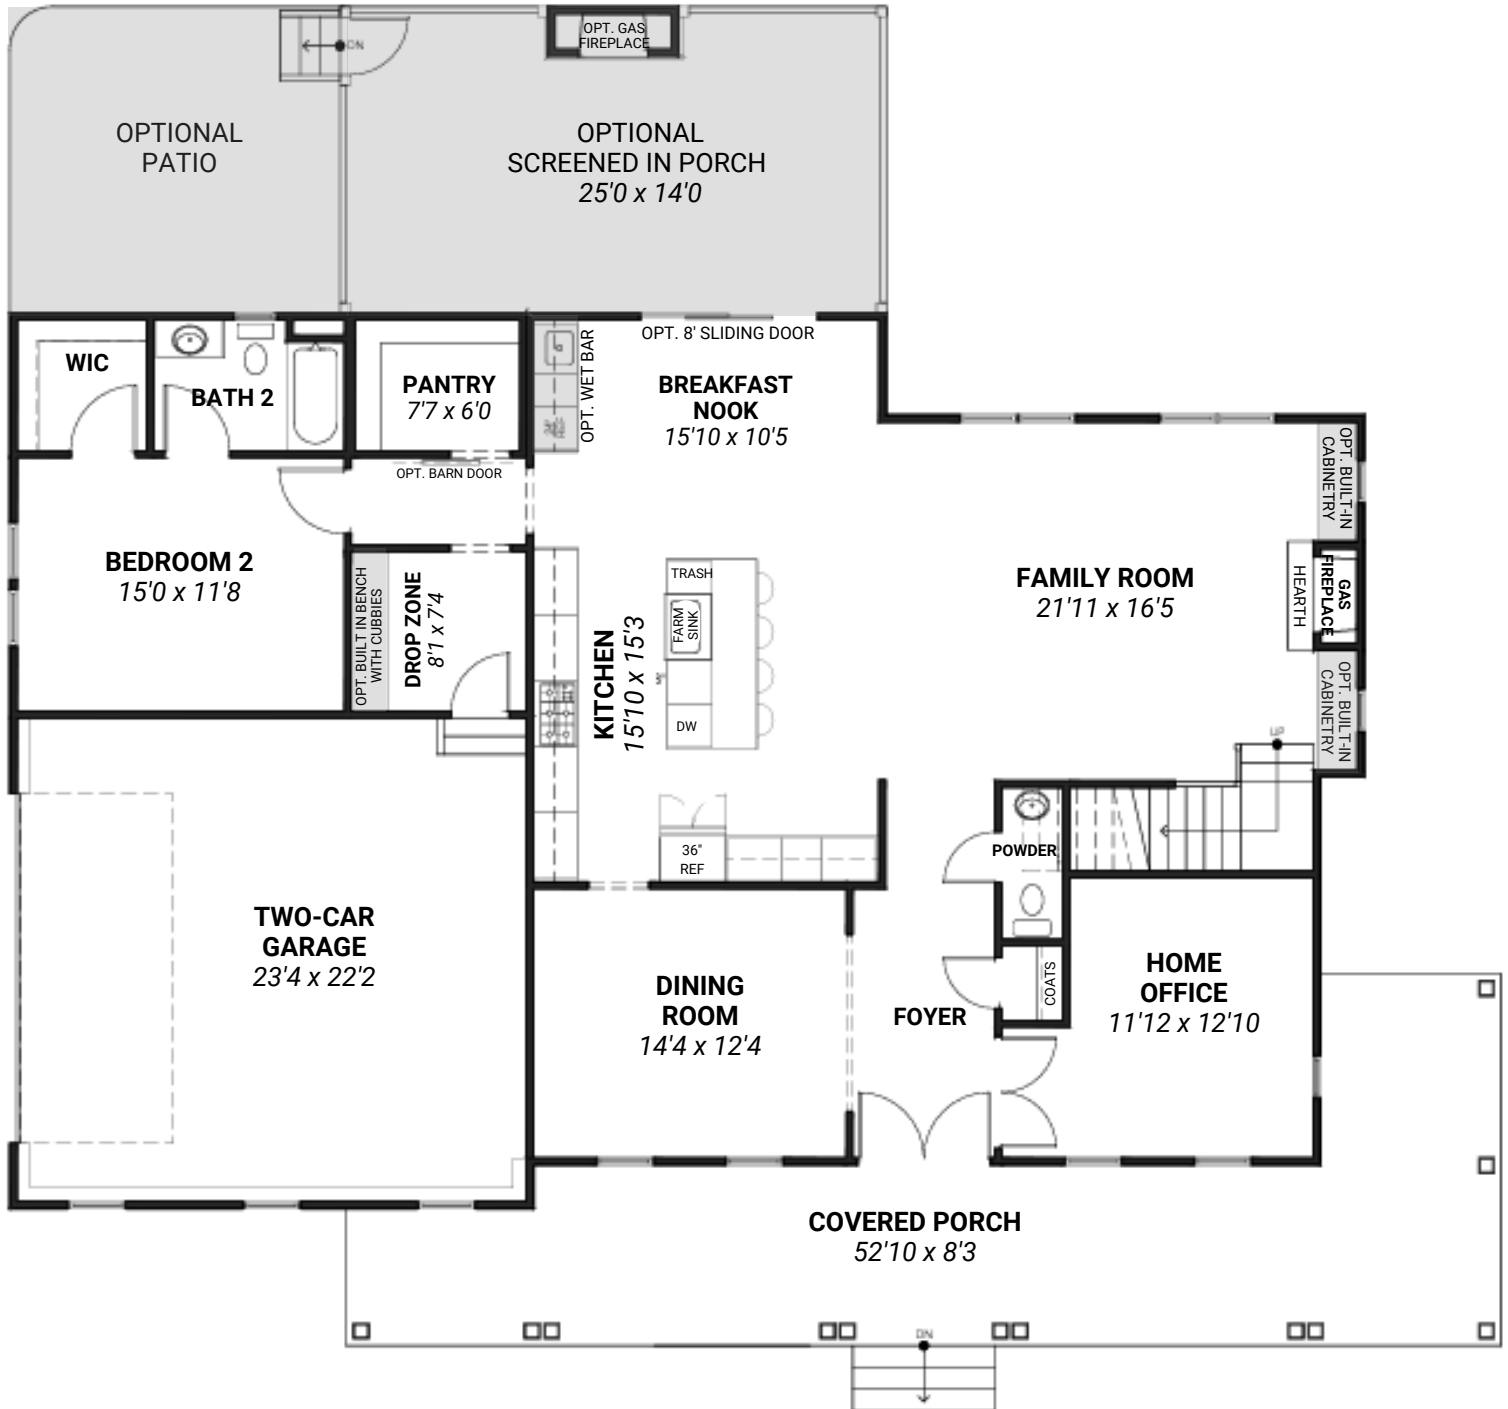 OPT. GAS
FIREPLACE
DN
OPTIONAL
PATIO
OPTIONAL
SCREENED IN PORCH
25'0 x 14'0
OPT. 8' SLIDING DOOR
WIC
BATH 2
PANTRY
7'7 x 6'0
OPT. WET BAR
BREAKFAST
NOOK
15'10 x 10'5
OPT. BARN DOOR
OPT. BUILT-IN
CABINETRY
BEDROOM 2
15'0 x 11'8
OPT. BUILT IN BENCH
WITH CUBBIES
DROP ZONE
8'1 x 7'4
KITCHEN
15'10 x 15'3
TRASH
FARM
SINK
DW
FAMILY ROOM
21'11 x 16'5
HEARTH
GAS
FIREPLACE
OPT. BUILT-IN
CABINETRY
UP
36"
REF
POWDER
TWO-CAR
GARAGE
23'4 x 22'2
DINING
ROOM
14'4 x 12'4
FOYER
COATS
HOME
OFFICE
11'12 x 12'10
COVERED PORCH
52'10 x 8'3
DN